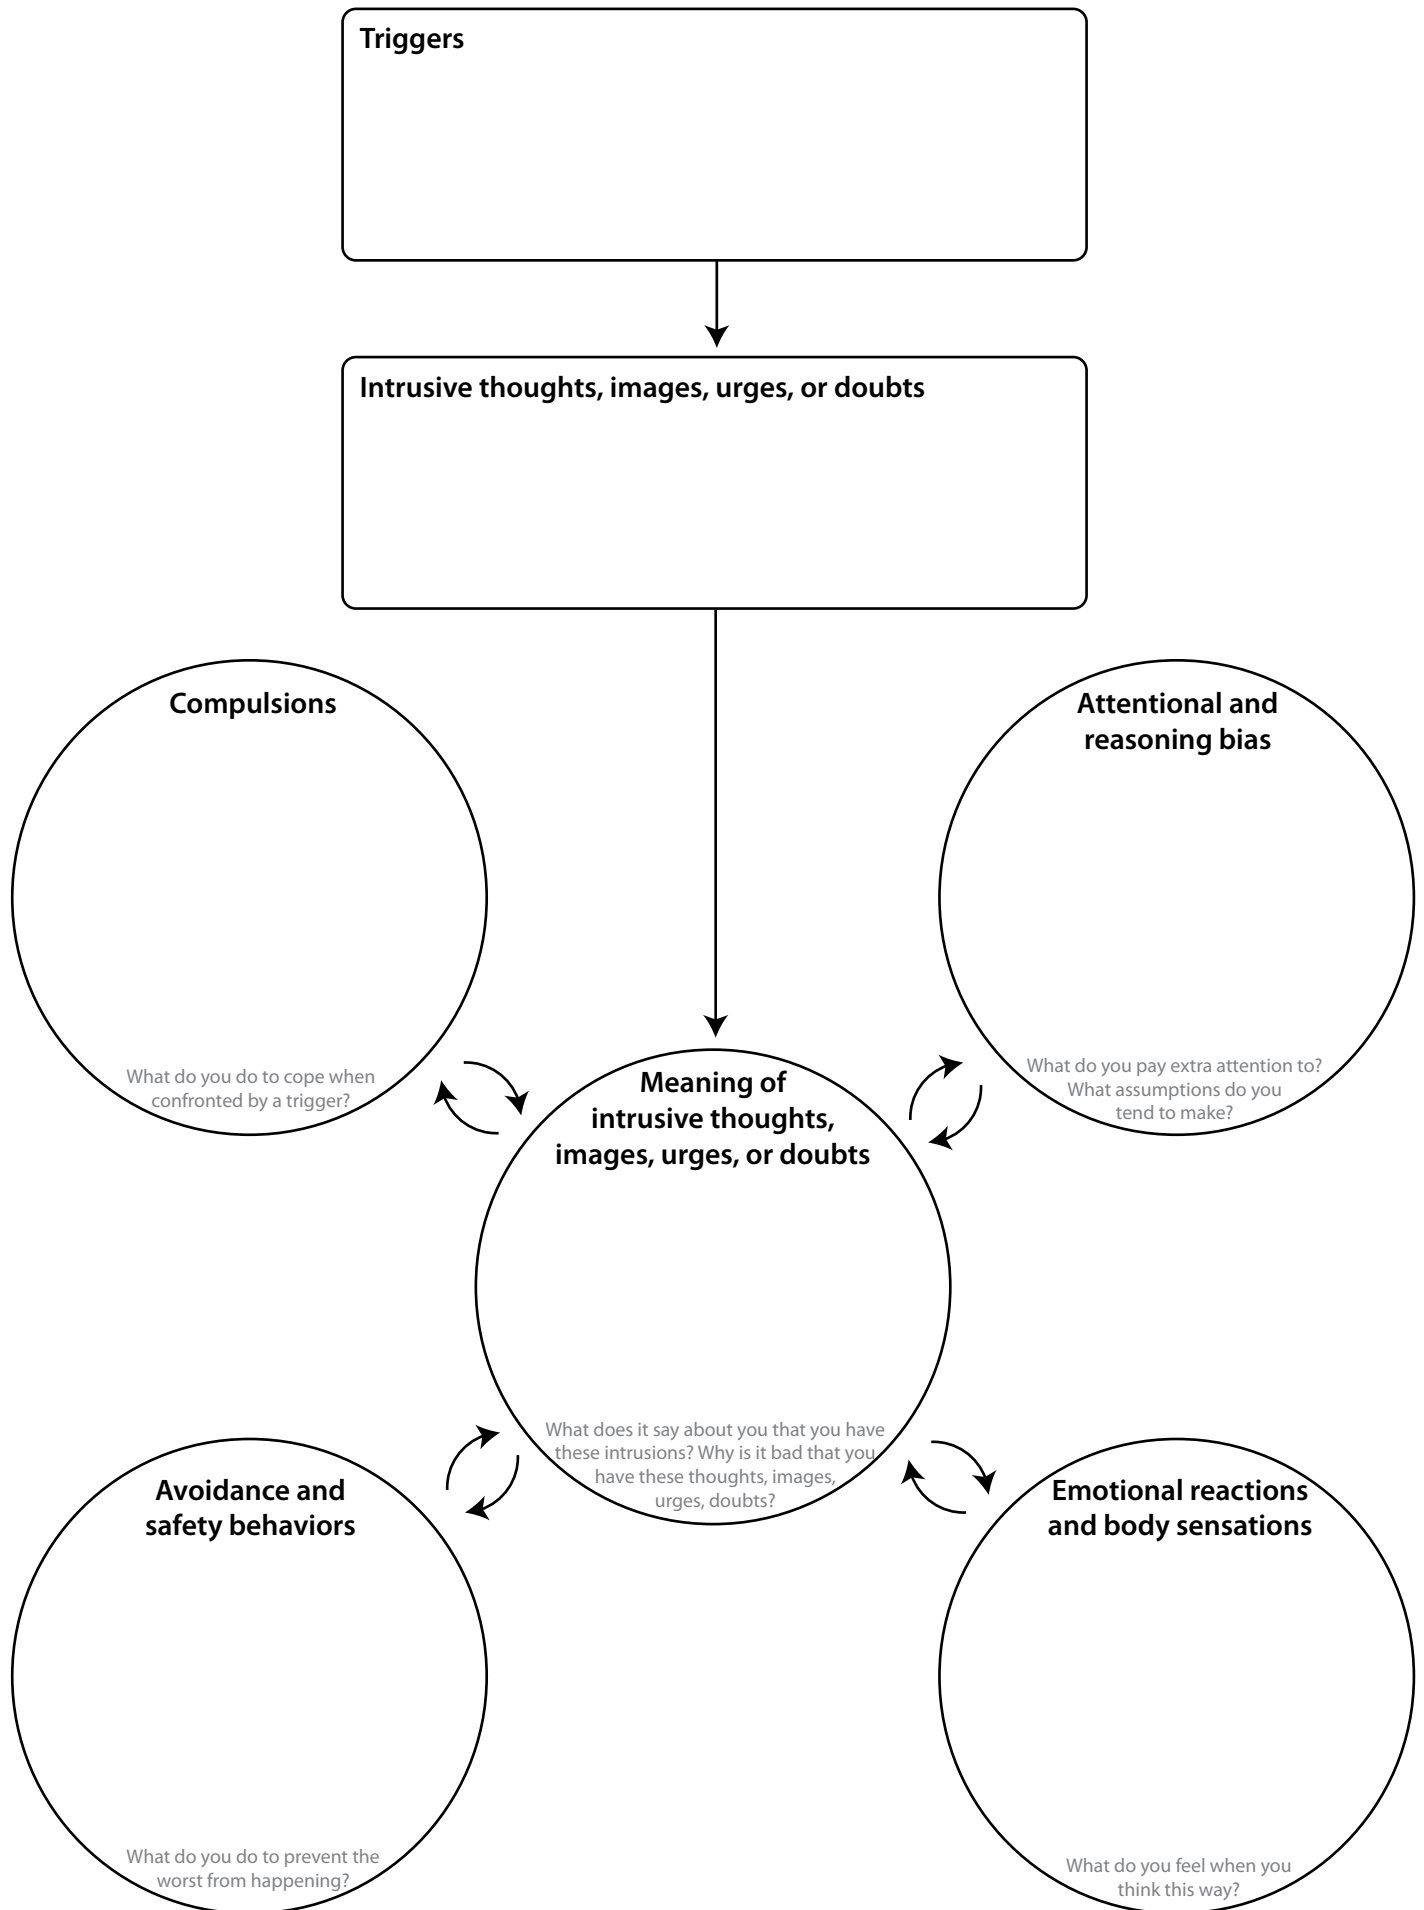 Triggers
Intrusive thoughts, images, urges, or doubts
Compulsions
What do you do to cope when
confronted by a trigger?
Attentional and
reasoning bias
What do you pay extra attention to?
What assumptions do you
tend to make?
Meaning of
intrusive thoughts,
images, urges, or doubts
What does it say about you that you have
these intrusions? Why is it bad that you
have these thoughts, images,
urges, doubts?
Avoidance and
safety behaviors
What do you do to prevent the
worst from happening?
Emotional reactions
and body sensations
What do you feel when you
think this way?